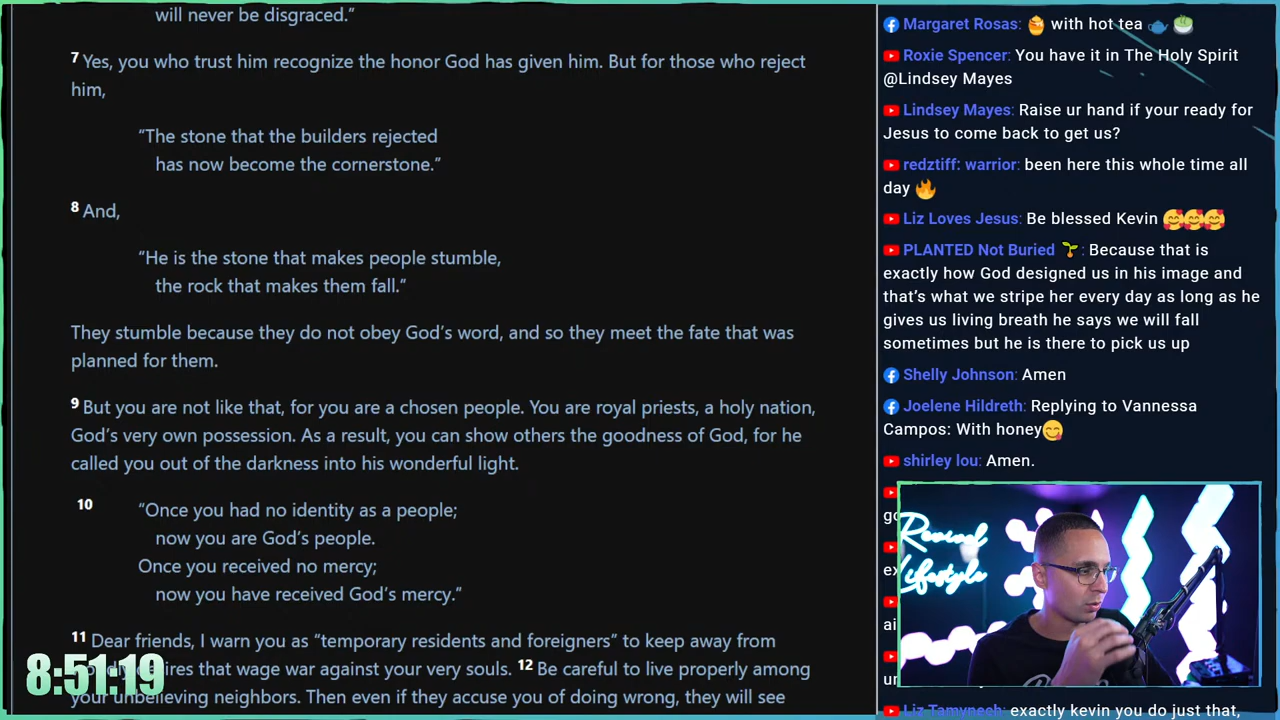 will never be disgraced.”
7 Yes, you who trust him recognize the honor God has given him. But for those who reject
him,
“The stone that the builders rejected
has now become the cornerstone.”
8 And,
“He is the stone that makes people stumble,
the rock that makes them fall.”
They stumble because they do not obey God’s word, and so they meet the fate that was
planned for them.
9 But you are not like that, for you are a chosen people. You are royal priests, a holy nation,
God’s very own possession. As a result, you can show others the goodness of God, for he
called you out of the darkness into his wonderful light.
10 “Once you had no identity as a people;
now you are God’s people.
Once you received no mercy;
now you have received God’s mercy.”
11 Dear friends, I warn you as “temporary residents and foreigners” to keep away from
that wage war against your very souls. 12 Be careful to live properly among
your unbelieving neighbors. Then even if they accuse you of doing wrong, they will see
8:51:19
Margaret Rosas: 🍯 with hot tea 🫖 🍵
Roxie Spencer: You have it in The Holy Spirit
@Lindsey Mayes
Lindsey Mayes: Raise ur hand if your ready for
Jesus to come back to get us?
redztiff: warrior: been here this whole time all
day 🔥
Liz Loves Jesus: Be blessed Kevin 🥰🥰🥰
PLANTED Not Buried 🌱: Because that is
exactly how God designed us in his image and
that’s what we stripe her every day as long as he
gives us living breath he says we will fall
sometimes but he is there to pick us up
Shelly Johnson: Amen
Joelene Hildreth: Replying to Vannessa
Campos: With honey😋
shirley lou: Amen.
Revival
Lifestyle
Liz Tamynech: exactly kevin you do just that,